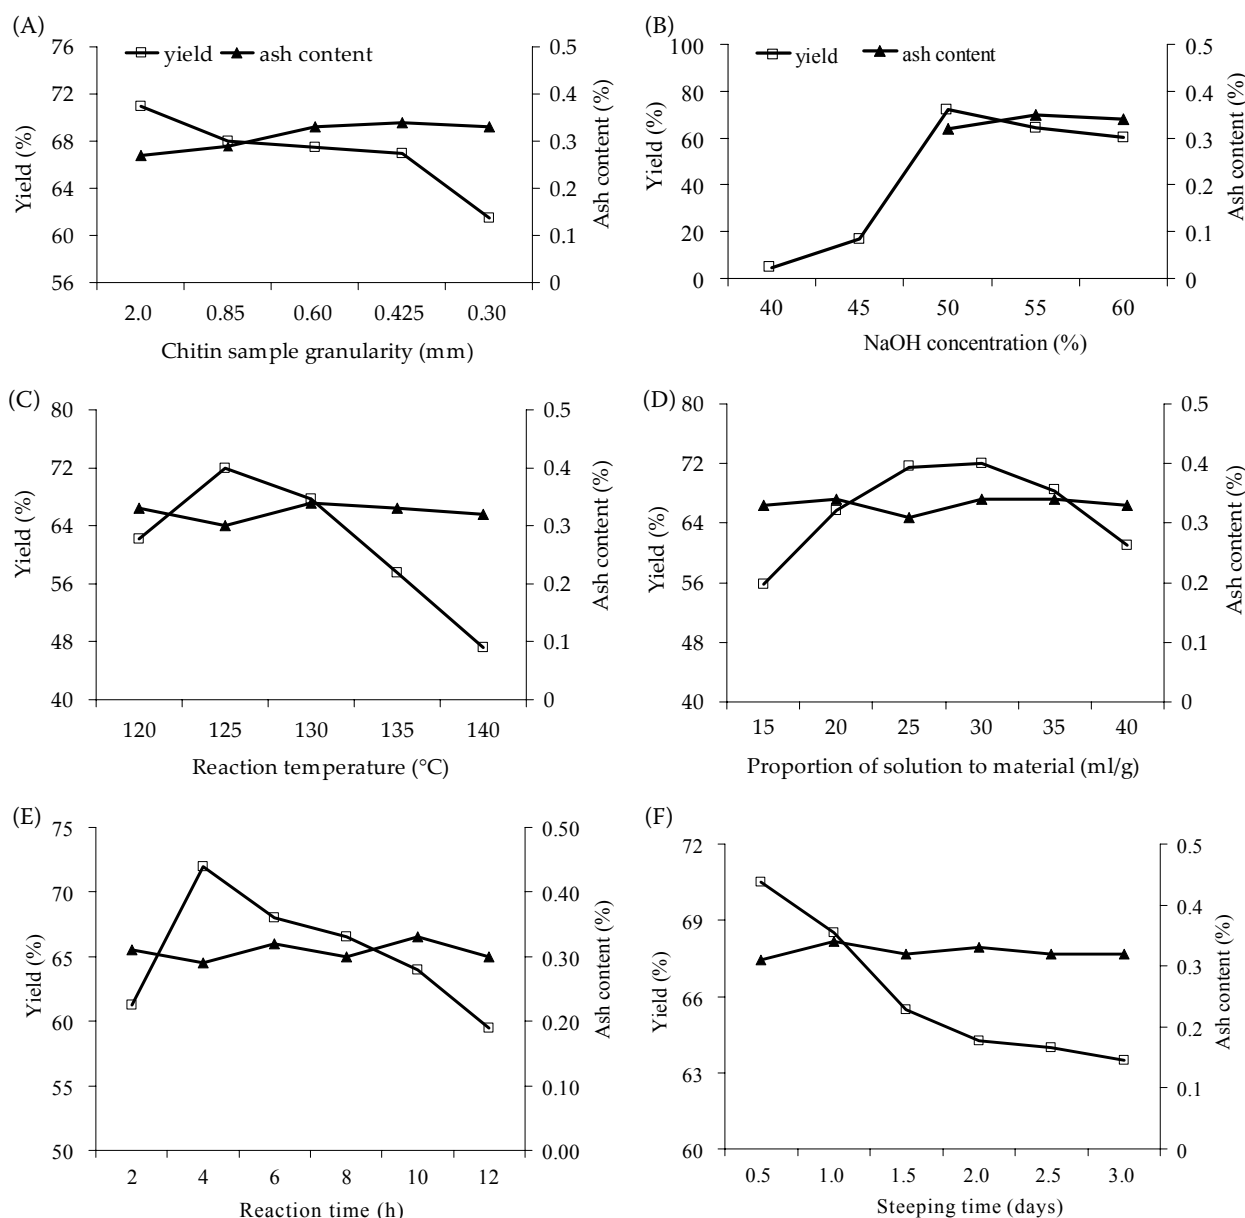 (A)
76
72
68
64
60
56
Yield (%)
yield
ash content
0.5
0.4
0.3
0.2
0.1
0
Ash content (%)
2.0 0.85 0.60 0.425 0.30
Chitin sample granularity (mm)
(B)
100
80
60
40
20
0
Yield (%)
yield
ash content
0.5
0.4
0.3
0.2
0.1
0
Ash content (%)
40 45 50 55 60
NaOH concentration (%)
(C)
80
72
64
56
48
40
Yield (%)
0.5
0.4
0.3
0.2
0.1
0
Ash content (%)
120 125 130 135 140
Reaction temperature (°C)
(D)
80
72
64
56
48
40
Yield (%)
0.5
0.4
0.3
0.2
0.1
0
Ash content (%)
15 20 25 30 35 40
Proportion of solution to material (ml/g)
(E)
75
70
65
60
55
50
Yield (%)
0.50
0.40
0.30
0.20
0.10
0.00
Ash content (%)
2 4 6 8 10 12
Reaction time (h)
(F)
72
69
66
63
60
Yield (%)
0.5
0.4
0.3
0.2
0.1
0
Ash content (%)
0.5 1.0 1.5 2.0 2.5 3.0
Steeping time (days)